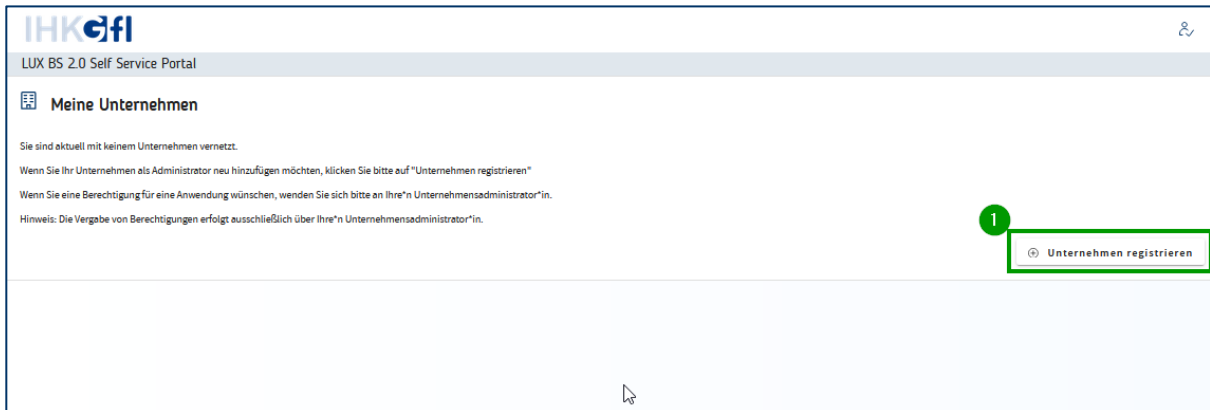 IHKGfI
LUX BS 2.0 Self Service Portal
Meine Unternehmen
Sie sind aktuell mit keinem Unternehmen vernetzt.
Wenn Sie Ihr Unternehmen als Administrator neu hinzufügen möchten, klicken Sie bitte auf "Unternehmen registrieren"
Wenn Sie eine Berechtigung für eine Anwendung wünschen, wenden Sie sich bitte an Ihre*n Unternehmensadministrator*in.
Hinweis: Die Vergabe von Berechtigungen erfolgt ausschließlich über Ihre*n Unternehmensadministrator*in.
1
Unternehmen registrieren